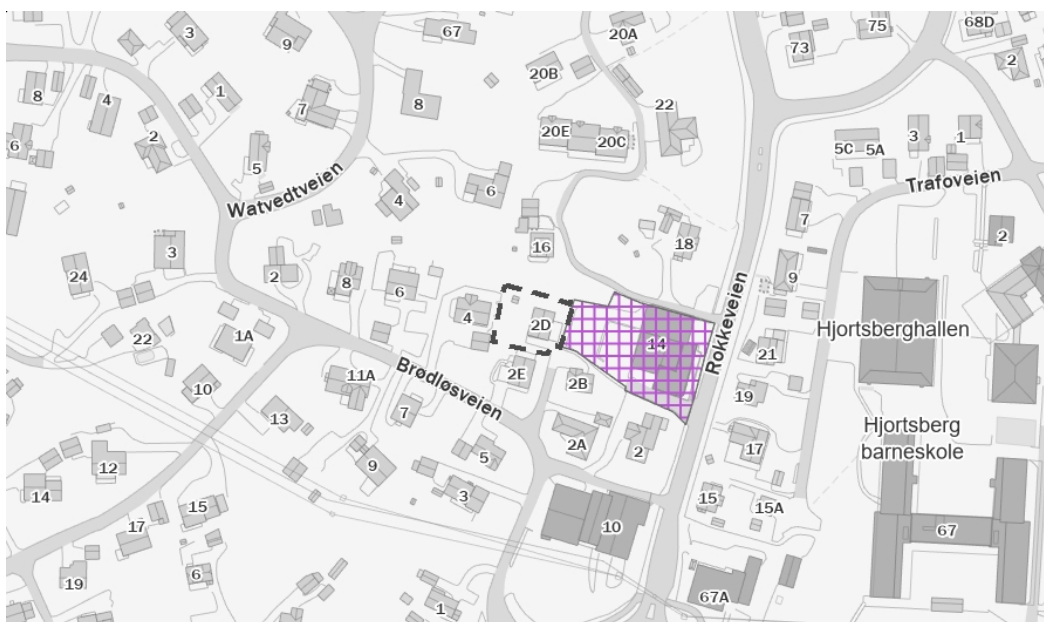 3
9
67
20A
75
68D
73
2
8
4
1
7
8
20B
22
2
20E
20C
3
1
5C
5A
6
5
Watvedtveien
6
Trafoveien
4
7
2
18
16
3
24
2
8
6
9
4
2D
Hjortsberghallen
22
1A
14
Rokkeveien
21
Brødløsveien
2E
2B
11A
10
19
7
13
2A
2
17
Hjortsberg
barneskole
9
5
12
14
3
15
15A
15
17
10
67
19
6
67A
1